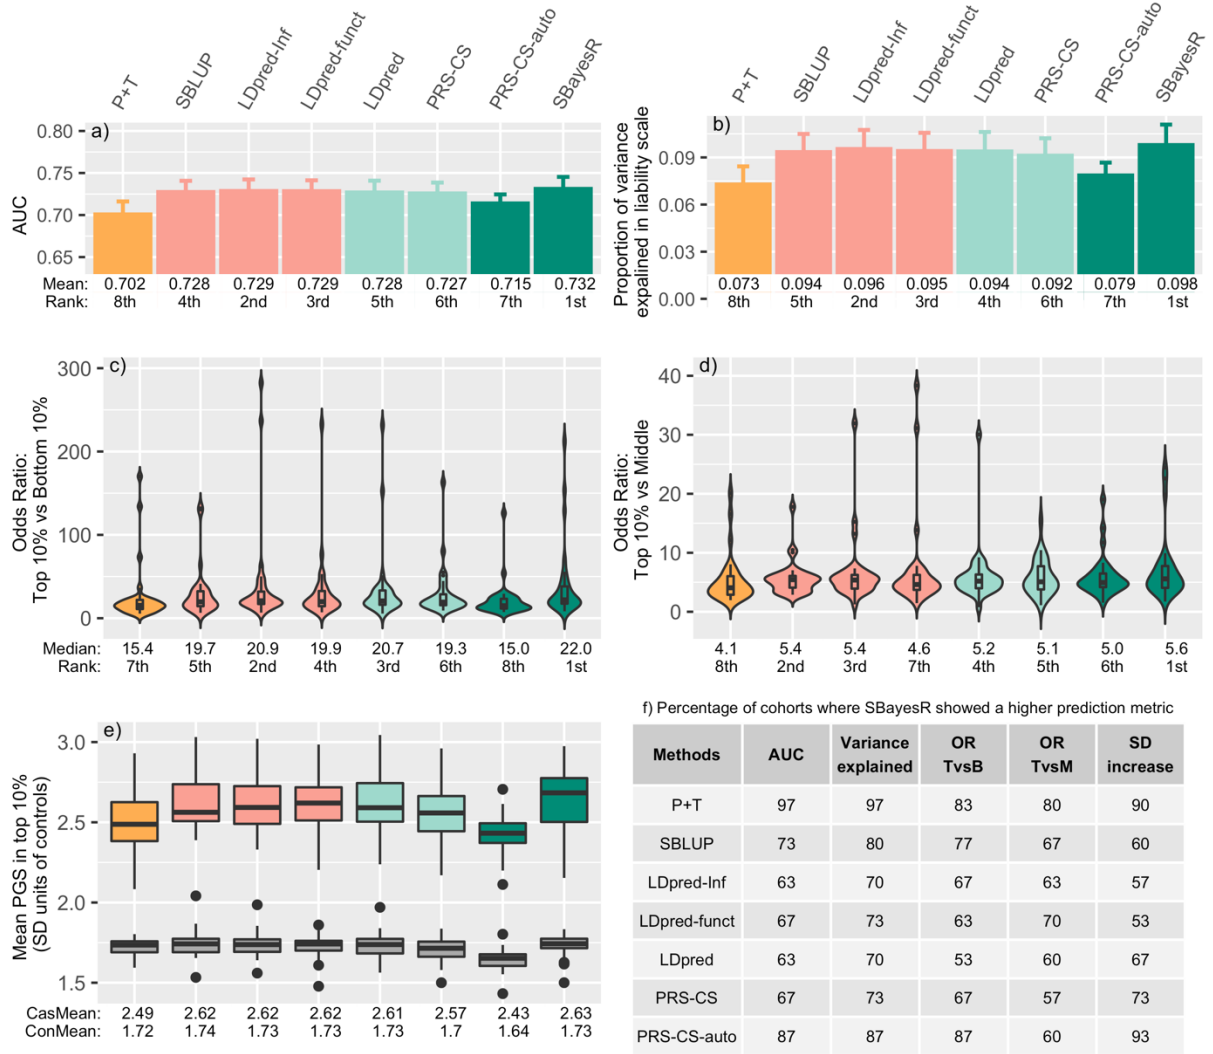 P+T SBLUP LDpred-Inf LDpred-funct LDpred PRS-CS PRS-CS-auto SBayesR
a)
AUC
0.80
0.75
0.70
0.65
Mean: 0.702 0.728 0.729 0.729 0.728 0.727 0.715 0.732
Rank: 8th 4th 2nd 3rd 5th 6th 7th 1st
P+T SBLUP LDpred-Inf LDpred-funct LDpred PRS-CS PRS-CS-auto SBayesR
b)
Proportion of variance
expalined in liability scale
0.09
0.06
0.03
0.00
0.073 0.094 0.096 0.095 0.094 0.092 0.079 0.098
8th 5th 2nd 3rd 4th 6th 7th 1st
c)
Odds Ratio:
Top 10% vs Bottom 10%
300
200
100
0
Median: 15.4 19.7 20.9 19.9 20.7 19.3 15.0 22.0
Rank: 7th 5th 2nd 4th 3rd 6th 8th 1st
d)
Odds Ratio:
Top 10% vs Middle
40
30
20
10
0
4.1 5.4 5.4 4.6 5.2 5.1 5.0 5.6
8th 2nd 3rd 7th 4th 5th 6th 1st
e)
Mean PGS in top 10%
(SD units of controls)
3.0
2.5
2.0
1.5
CasMean: 2.49 2.62 2.62 2.62 2.61 2.57 2.43 2.63
ConMean: 1.72 1.74 1.73 1.73 1.73 1.7 1.64 1.73
f) Percentage of cohorts where SBayesR showed a higher prediction metric
Methods AUC Variance explained OR TvsB OR TvsM SD increase
P+T 97 97 83 80 90
SBLUP 73 80 77 67 60
LDpred-Inf 63 70 67 63 57
LDpred-funct 67 73 63 70 53
LDpred 63 70 53 60 67
PRS-CS 67 73 67 57 73
PRS-CS-auto 87 87 87 60 93